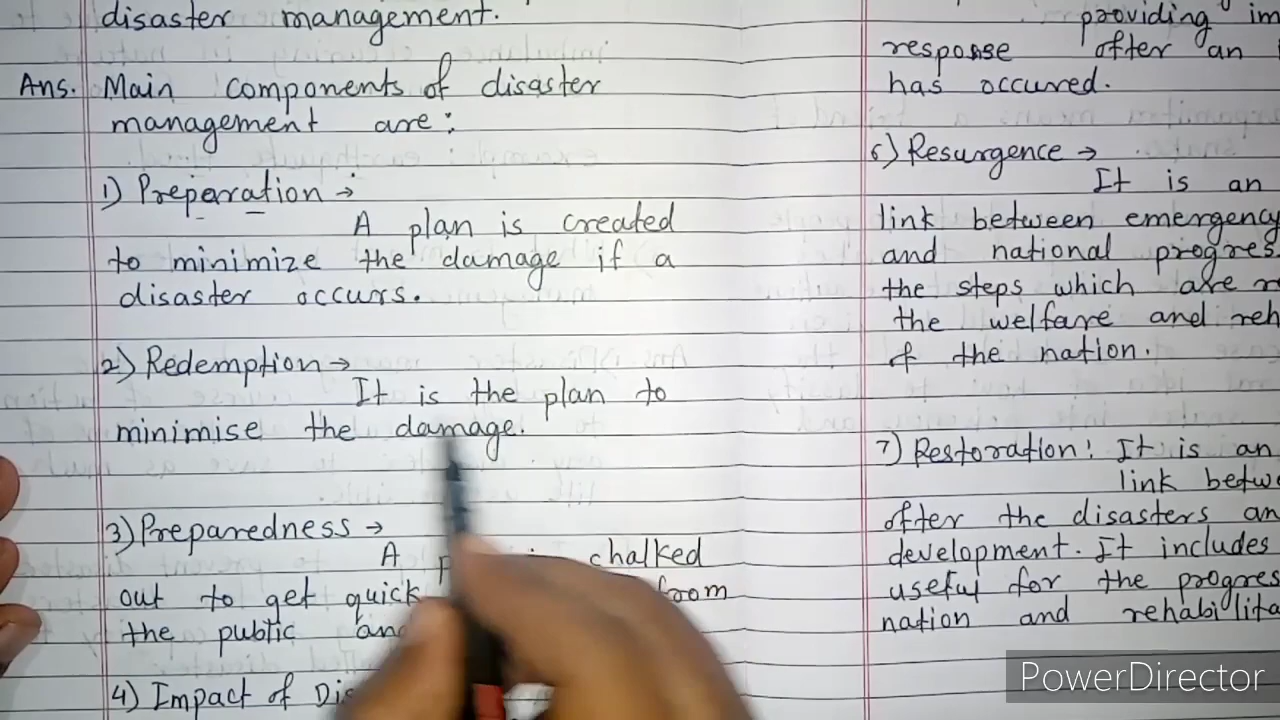 disaster management.
Ans. Main components of disaster
management are:
1) Preparation →
A plan is created
to minimize the damage if a
disaster occurs.
2) Redemption →
It is the plan to
minimise the damage.
3) Preparedness →
A chalked
out to get quick from
the public
4) Impact of
providing
response after an
has occured.
6) Resurgence →
It is an
link between emergency
and national
the steps which are
the welfare and
of the nation.
7) Restoration: It is an
link
after the disasters
development. It includes
useful for the
nation and
PowerDirector